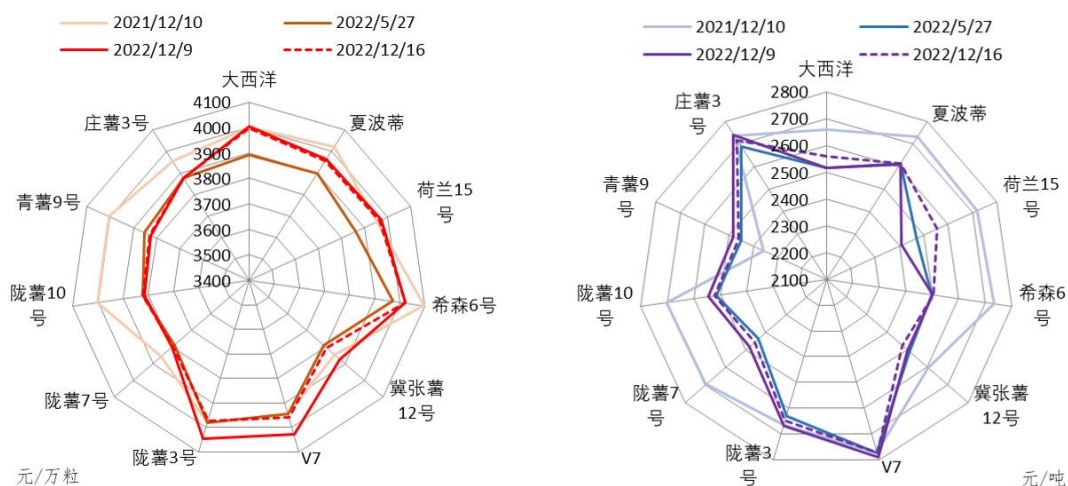 2021/12/10 2022/5/27
2022/12/9 2022/12/16
大西洋
夏波蒂
荷兰15
号
希森6号
冀张薯
12号
V7
陇薯3号
陇薯7号
陇薯10
号
青薯9号
庄薯3号
4100
4000
3900
3800
3700
3600
3500
3400
元/万粒
2021/12/10 2022/5/27
2022/12/9 2022/12/16
大西洋
夏波蒂
荷兰15
号
希森6
号
冀张薯
12号
V7
陇薯3
号
陇薯7
号
陇薯10
号
青薯9
号
庄薯3
号
2800
2700
2600
2500
2400
2300
2200
2100
元/吨